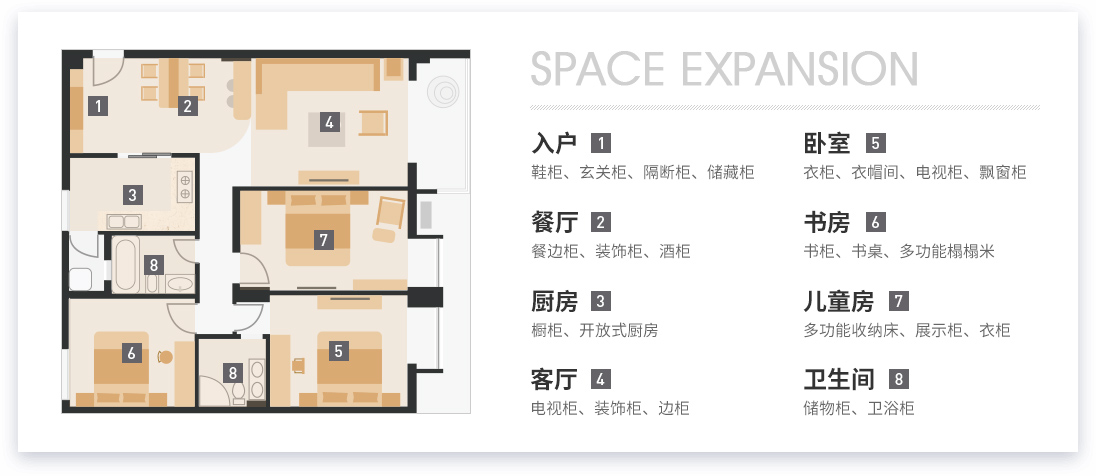 SPACE EXPANSION
入户 1
鞋柜、玄关柜、隔断柜、储藏柜
卧室 5
衣柜、衣帽间、电视柜、飘窗柜
餐厅 2
餐边柜、装饰柜、酒柜
书房 6
书柜、书桌、多功能榻榻米
厨房 3
橱柜、开放式厨房
儿童房 7
多功能收纳床、展示柜、衣柜
客厅 4
电视柜、装饰柜、边柜
卫生间 8
储物柜、卫浴柜
1
2
4
3
7
8
6
5
8